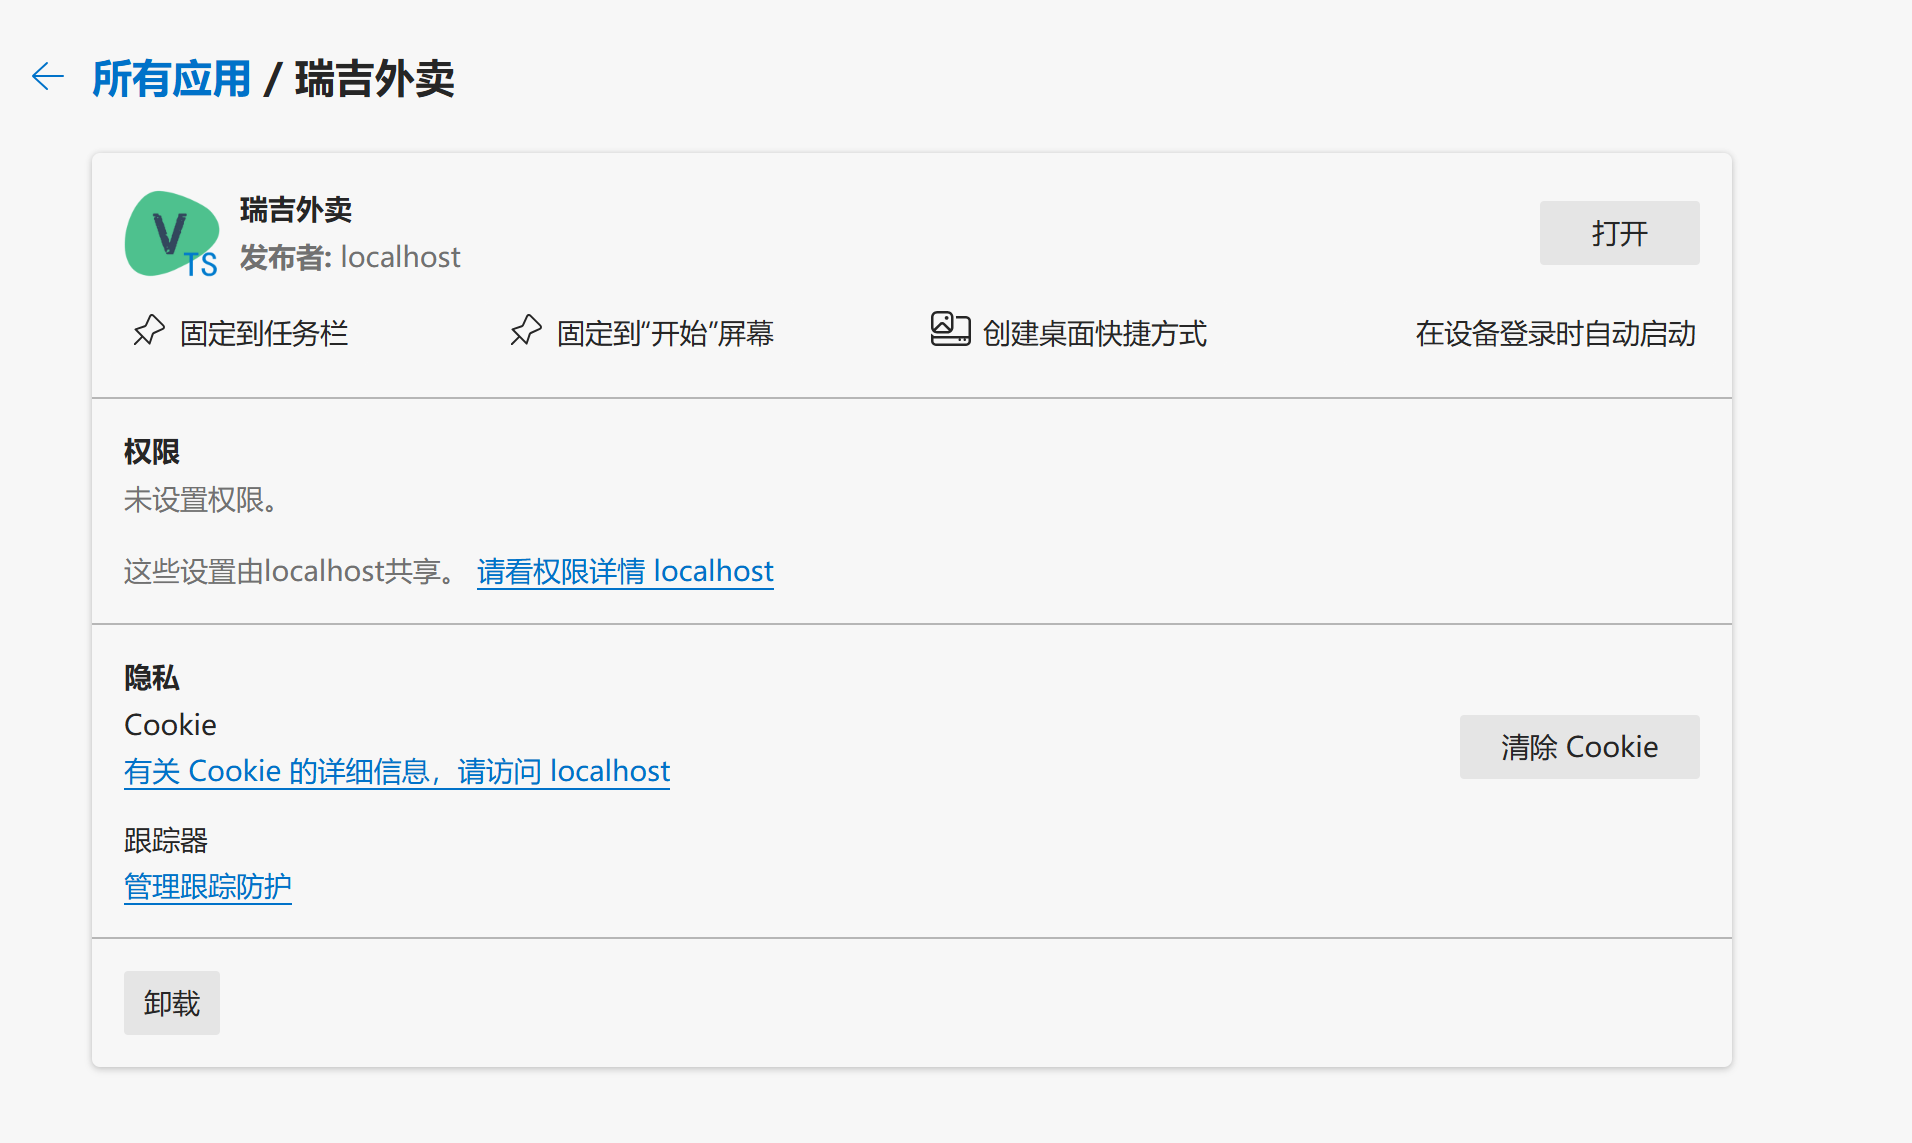 所有应用 / 瑞吉外卖
V
TS
瑞吉外卖
发布者: localhost
打开
固定到任务栏
固定到“开始”屏幕
创建桌面快捷方式
在设备登录时自动启动
权限
未设置权限。
这些设置由localhost共享。 请看权限详情 localhost
隐私
Cookie
有关 Cookie 的详细信息，请访问 localhost
清除 Cookie
跟踪器
管理跟踪防护
卸载